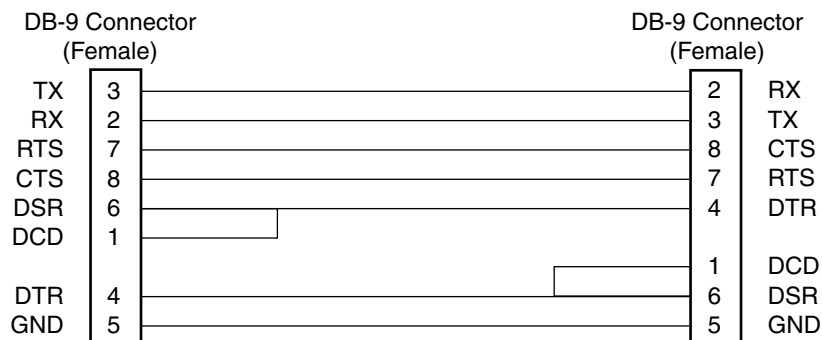 DB-9 Connector
(Female)
DB-9 Connector
(Female)
TX 3 2 RX
RX 2 3 TX
RTS 7 8 CTS
CTS 8 7 RTS
DSR 6 4 DTR
DCD 1
1 DCD
DTR 4 6 DSR
GND 5 5 GND